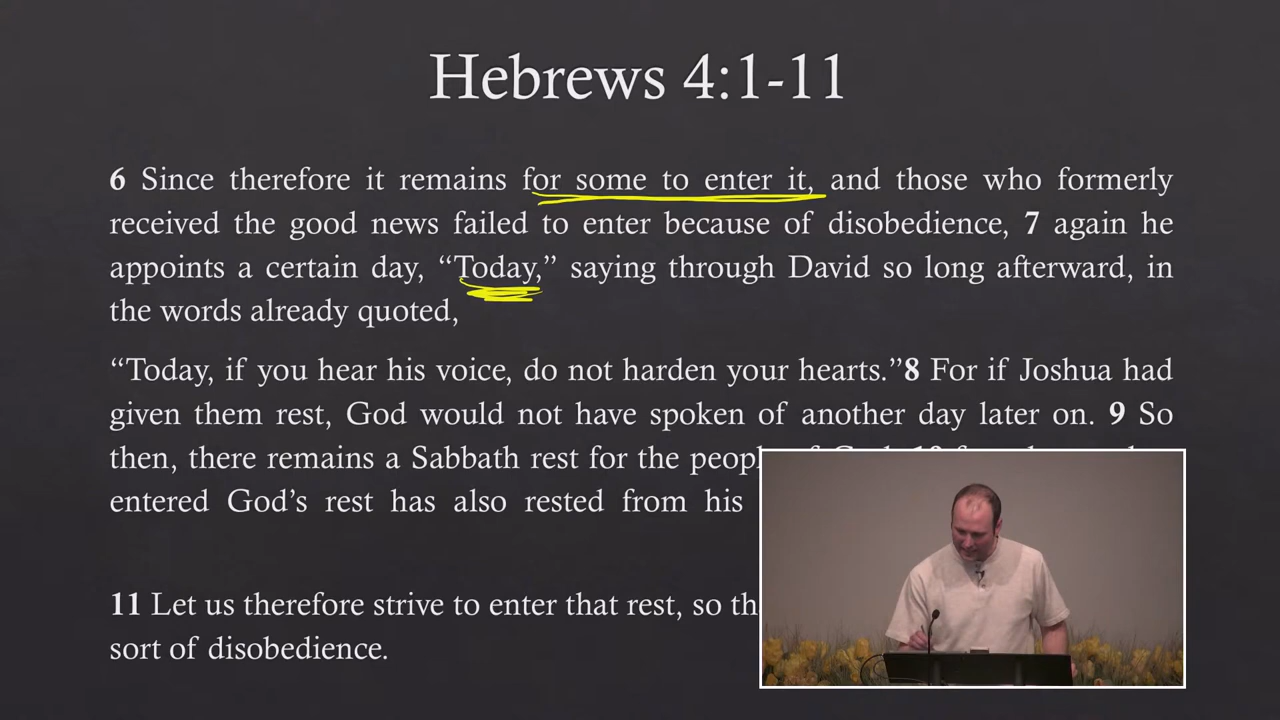 Hebrews 4:1-11
6 Since therefore it remains for some to enter it, and those who formerly
received the good news failed to enter because of disobedience, 7 again he
appoints a certain day, “Today,” saying through David so long afterward, in
the words already quoted,
“Today, if you hear his voice, do not harden your hearts.”8 For if Joshua had
given them rest, God would not have spoken of another day later on. 9 So
then, there remains a Sabbath rest for the
entered God’s rest has also rested from his
11 Let us therefore strive to enter that rest, so
sort of disobedience.